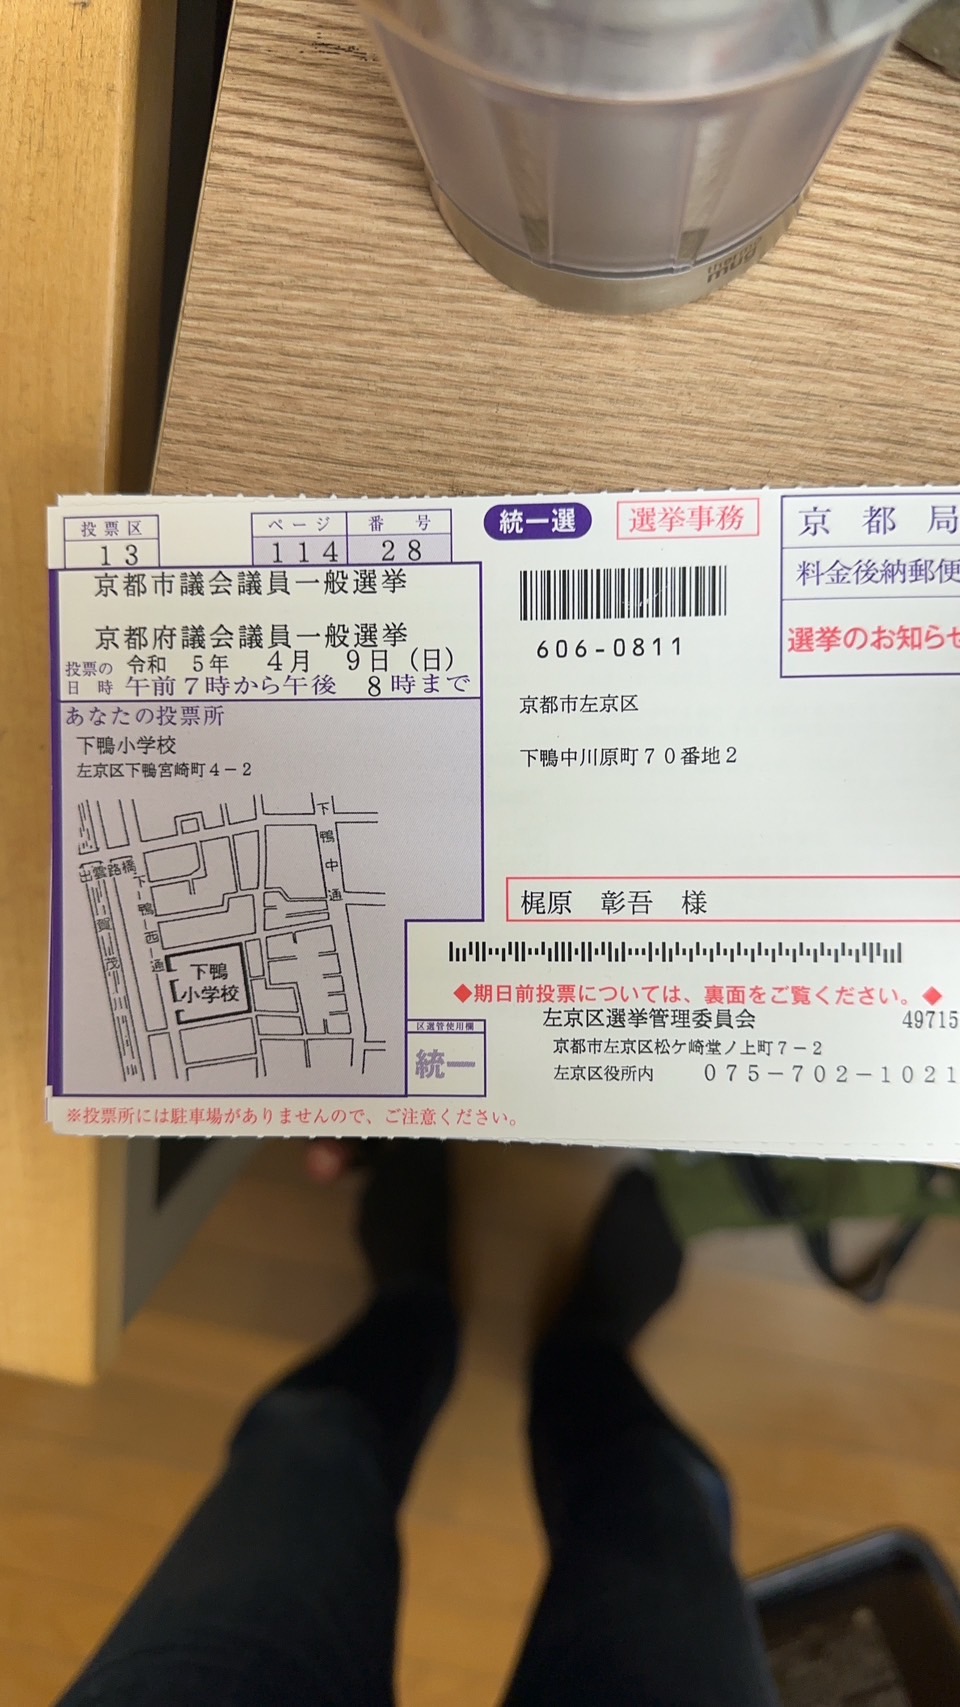 thermo
mug
投票区
13
ページ 番号
114 28
京都市議会議員一般選挙
京都府議会議員一般選挙
投票の日時 令和 5年 4月 9日(日)
午前7時から午後 8時まで
あなたの投票所
下鴨小学校
左京区下鴨宮崎町4-2
下鴨中通
出雲路橋
下鴨西通
賀茂
下鴨
小学校
区選管使用欄
統一
※投票所には駐車場がありませんので、ご注意ください。
統一選
選挙事務
京都局
料金後納郵便
選挙のお知らせ
606-0811
京都市左京区
下鴨中川原町70番地2
梶原 彰吾 様
◆期日前投票については、裏面をご覧ください。◆
左京区選挙管理委員会 49715
京都市左京区松ケ崎堂ノ上町7-2
左京区役所内 075-702-1021